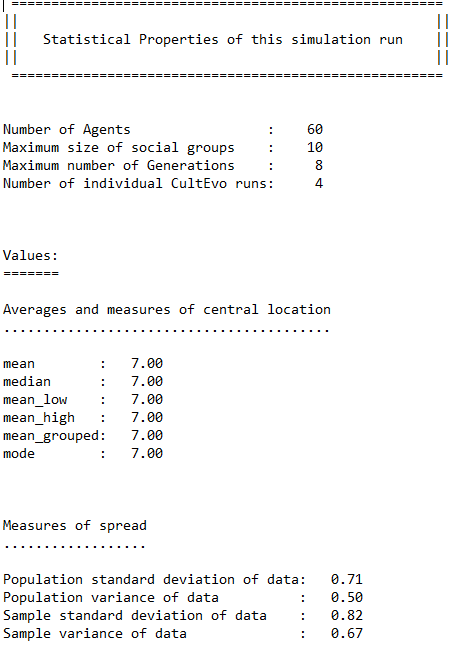 ==================================================
||                                                    ||
||   Statistical Properties of this simulation run    ||
||                                                    ||
==================================================
Number of Agents                 :    60
Maximum size of social groups    :    10
Maximum number of Generations    :     8
Number of individual CultEvo runs:     4
Values:
=======
Averages and measures of central location
.........................................
mean        :   7.00
median      :   7.00
mean_low    :   7.00
mean_high   :   7.00
mean_grouped:   7.00
mode        :   7.00
Measures of spread
..................
Population standard deviation of data:   0.71
Population variance of data          :   0.50
Sample standard deviation of data    :   0.82
Sample variance of data              :   0.67